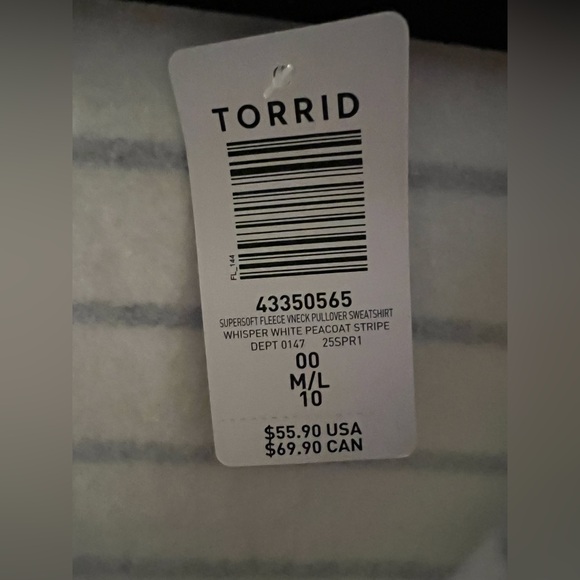 TORRID
FL_144
43350565
SUPERSOFT FLEECE VNECK PULLOVER SWEATSHIRT
WHISPER WHITE PEACOAT STRIPE
DEPT 0147 25SPR1
00
M/L
10
$55.90 USA
$69.90 CAN